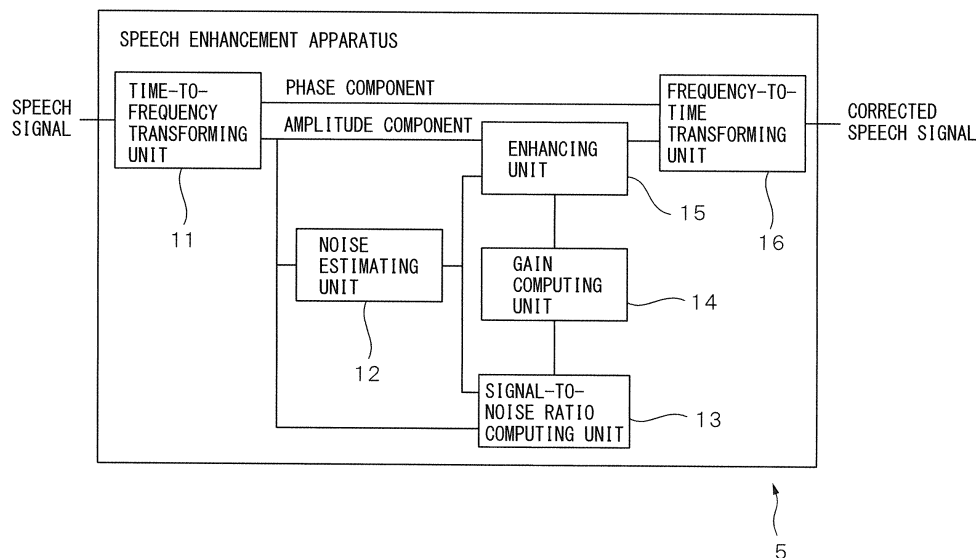 SPEECH ENHANCEMENT APPARATUS
SPEECH
SIGNAL
TIME-TO-
FREQUENCY
TRANSFORMING
UNIT
11
PHASE COMPONENT
AMPLITUDE COMPONENT
ENHANCING
UNIT
15
FREQUENCY-TO-
TIME
TRANSFORMING
UNIT
16
CORRECTED
SPEECH SIGNAL
NOISE
ESTIMATING
UNIT
12
GAIN
COMPUTING
UNIT
14
SIGNAL-TO-
NOISE RATIO
COMPUTING UNIT
13
5